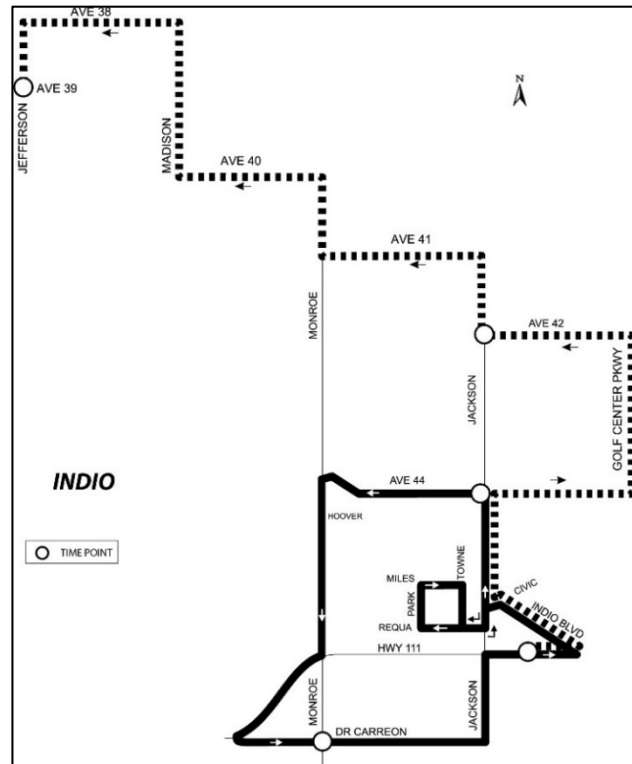 AVE 38
N
AVE 39
JEFFERSON
MADISON
AVE 40
AVE 41
MONROE
AVE 42
JACKSON
GOLF CENTER PKWY
INDIO
AVE 44
HOOVER
TIME POINT
MILES
TOWNE
PARK
CIVIC
INDIO BLVD
REQUA
HWY 111
MONROE
JACKSON
DR CARREON